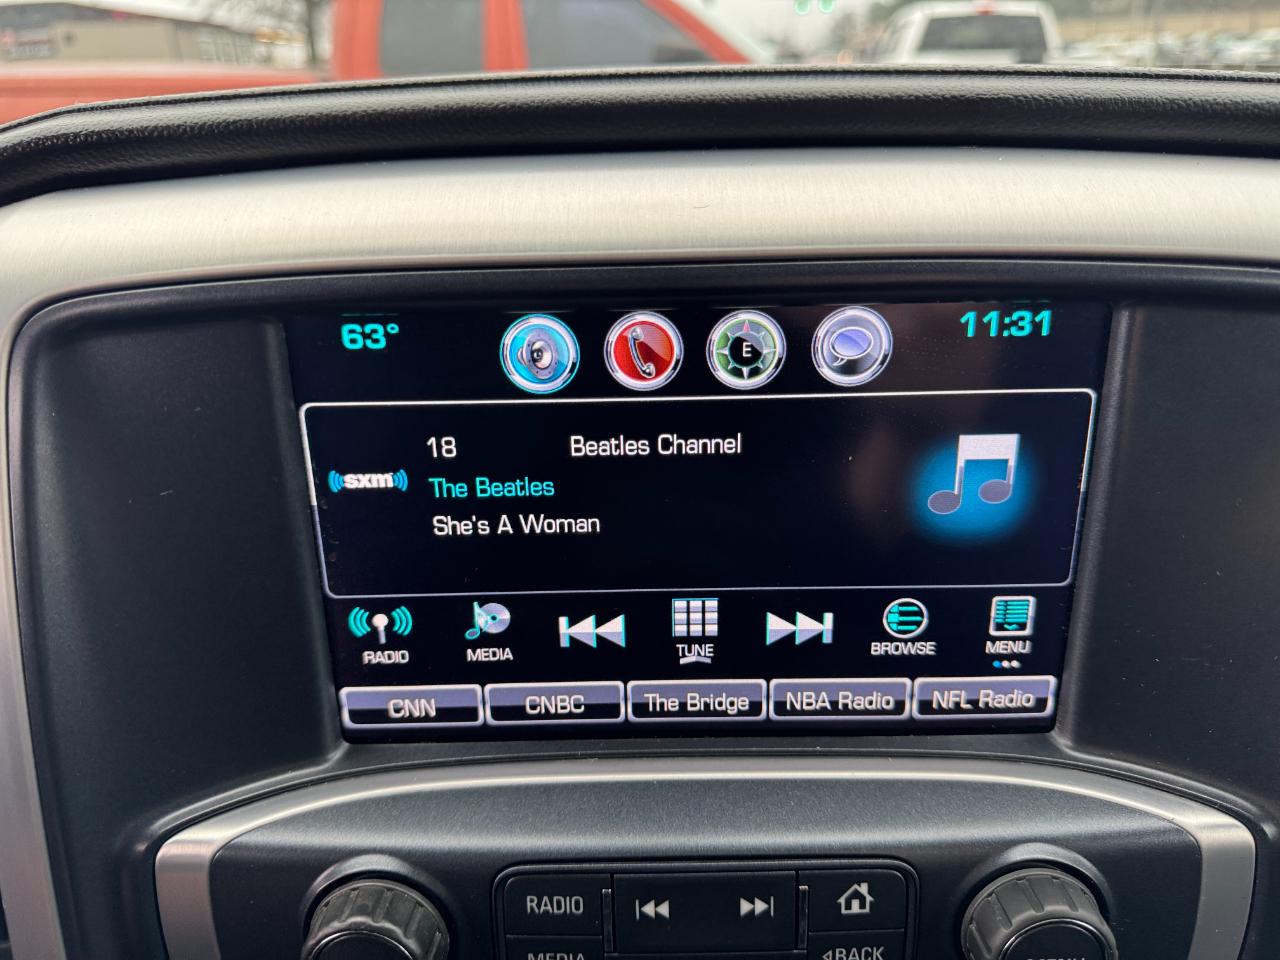 63°
E
11:31
18 Beatles Channel
sxm
The Beatles
She's A Woman
RADIO MEDIA TUNE BROWSE MENU
CNN CNBC The Bridge NBA Radio NFL Radio
RADIO
MEDIA
◁BACK